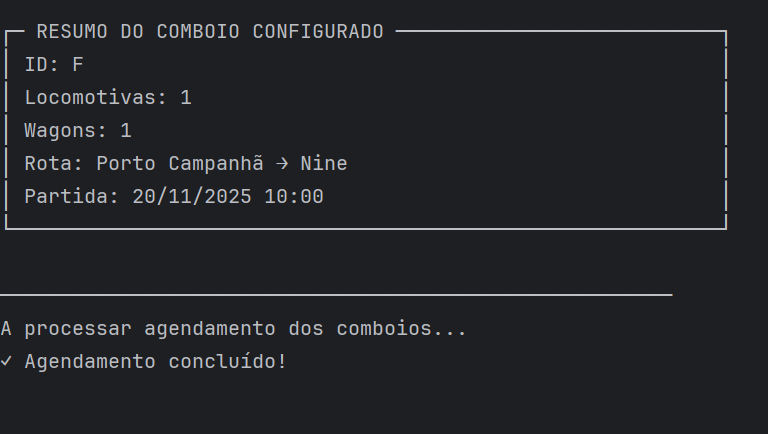 RESUMO DO COMBOIO CONFIGURADO
ID: F
Locomotivas: 1
Wagons: 1
Rota: Porto Campanhã → Nine
Partida: 20/11/2025 10:00
A processar agendamento dos comboios...
✓ Agendamento concluído!